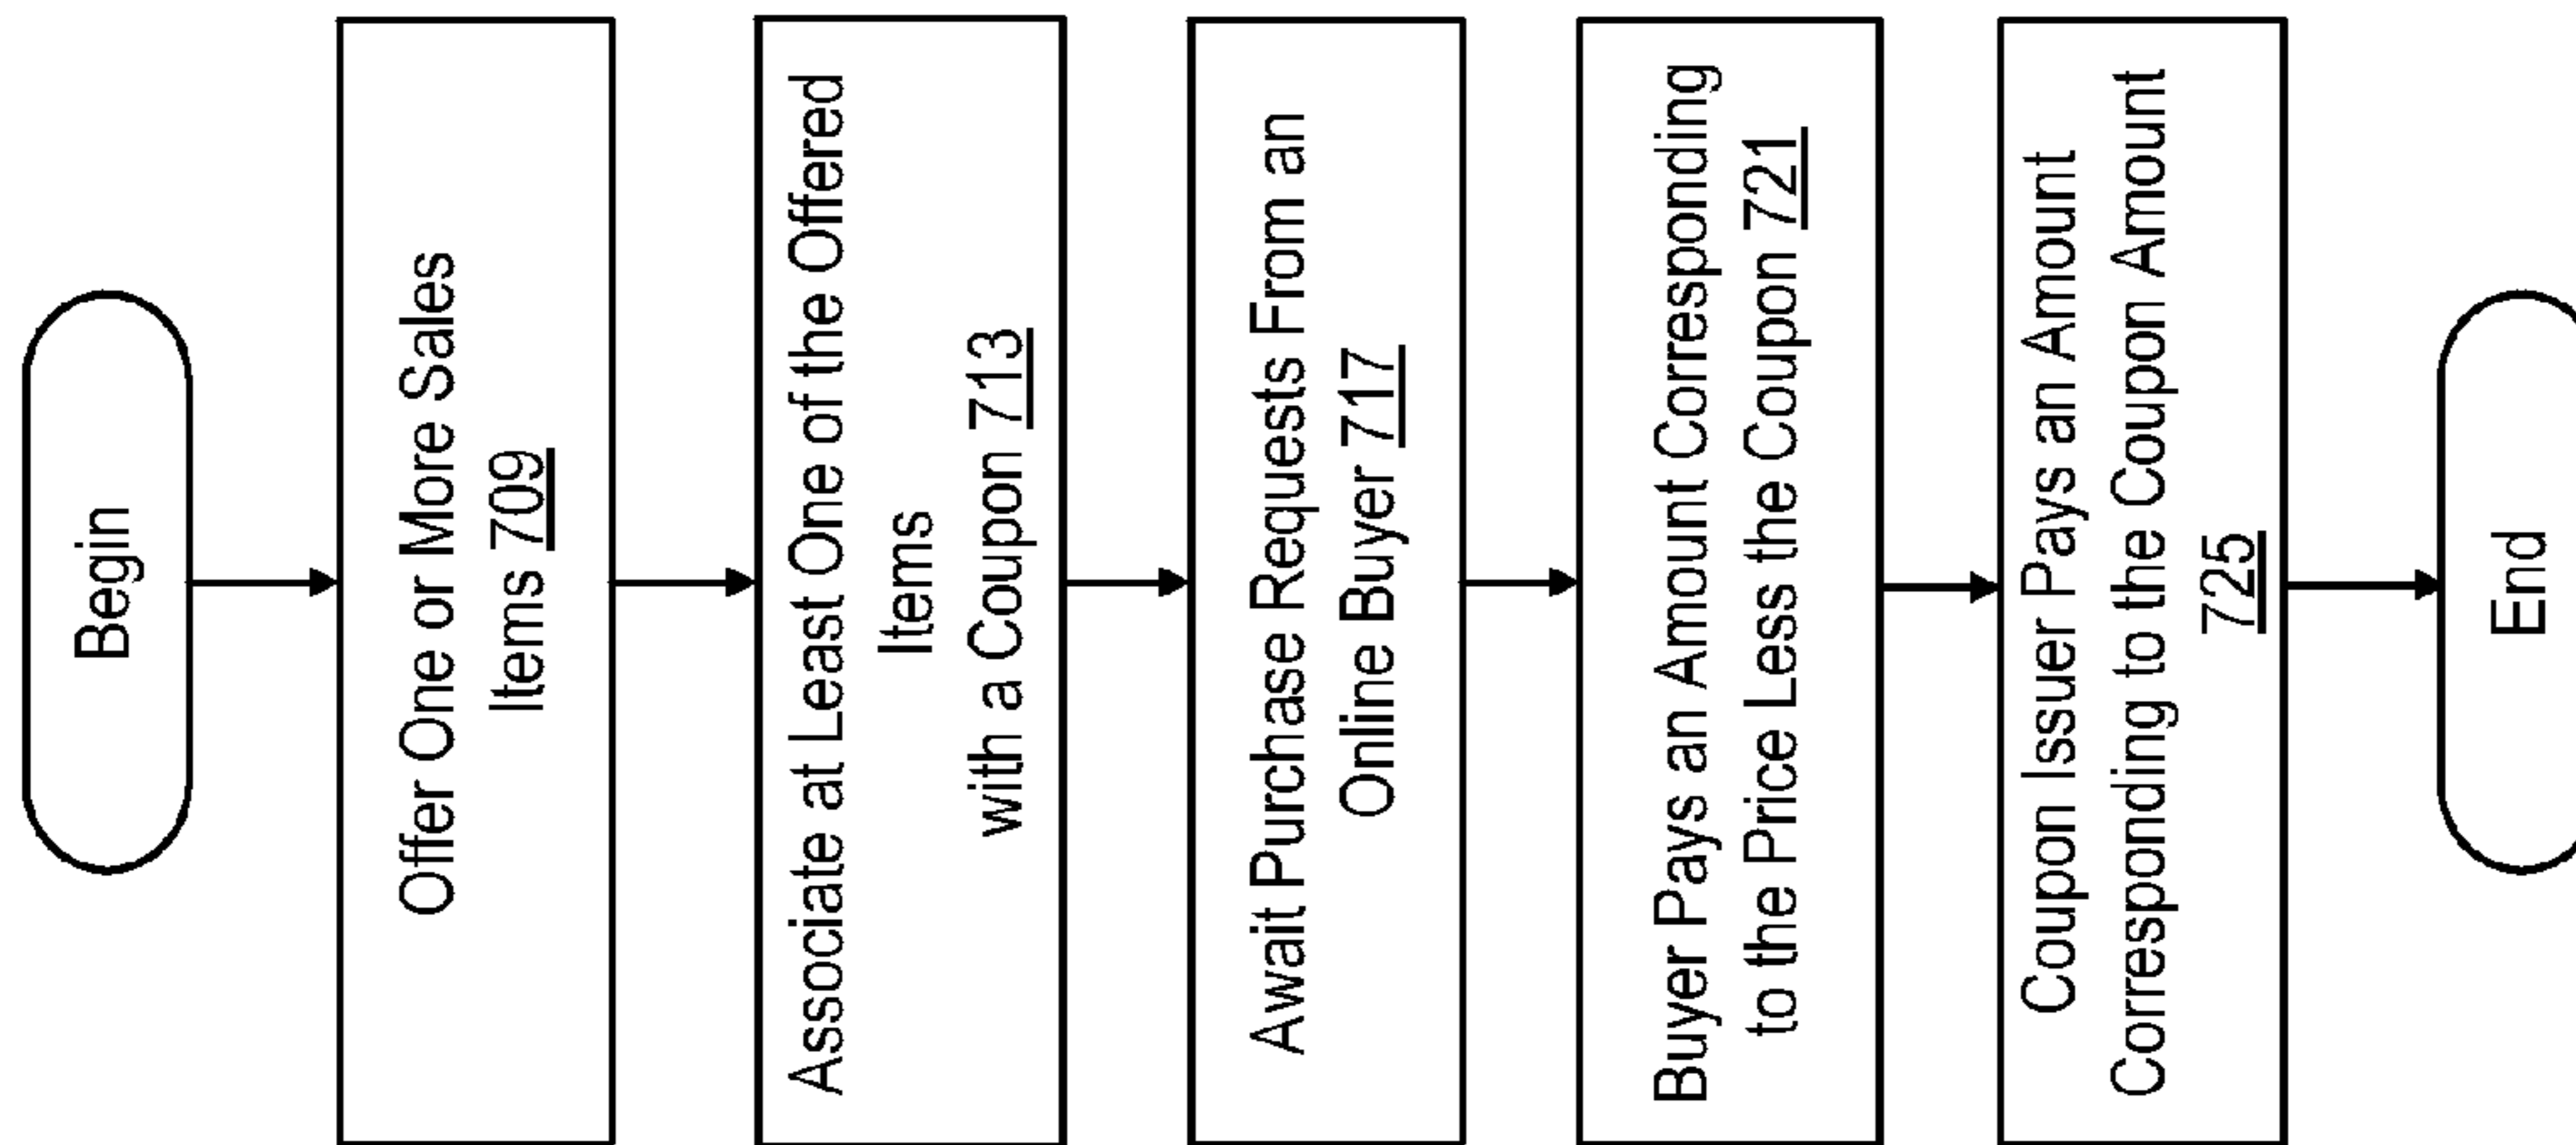 Begin
Offer One or More Sales
Items 709
Associate at Least One of the Offered
Items
with a Coupon 713
Await Purchase Requests From an
Online Buyer 717
Buyer Pays an Amount Corresponding
to the Price Less the Coupon 721
Coupon Issuer Pays an Amount
Corresponding to the Coupon Amount
725
End